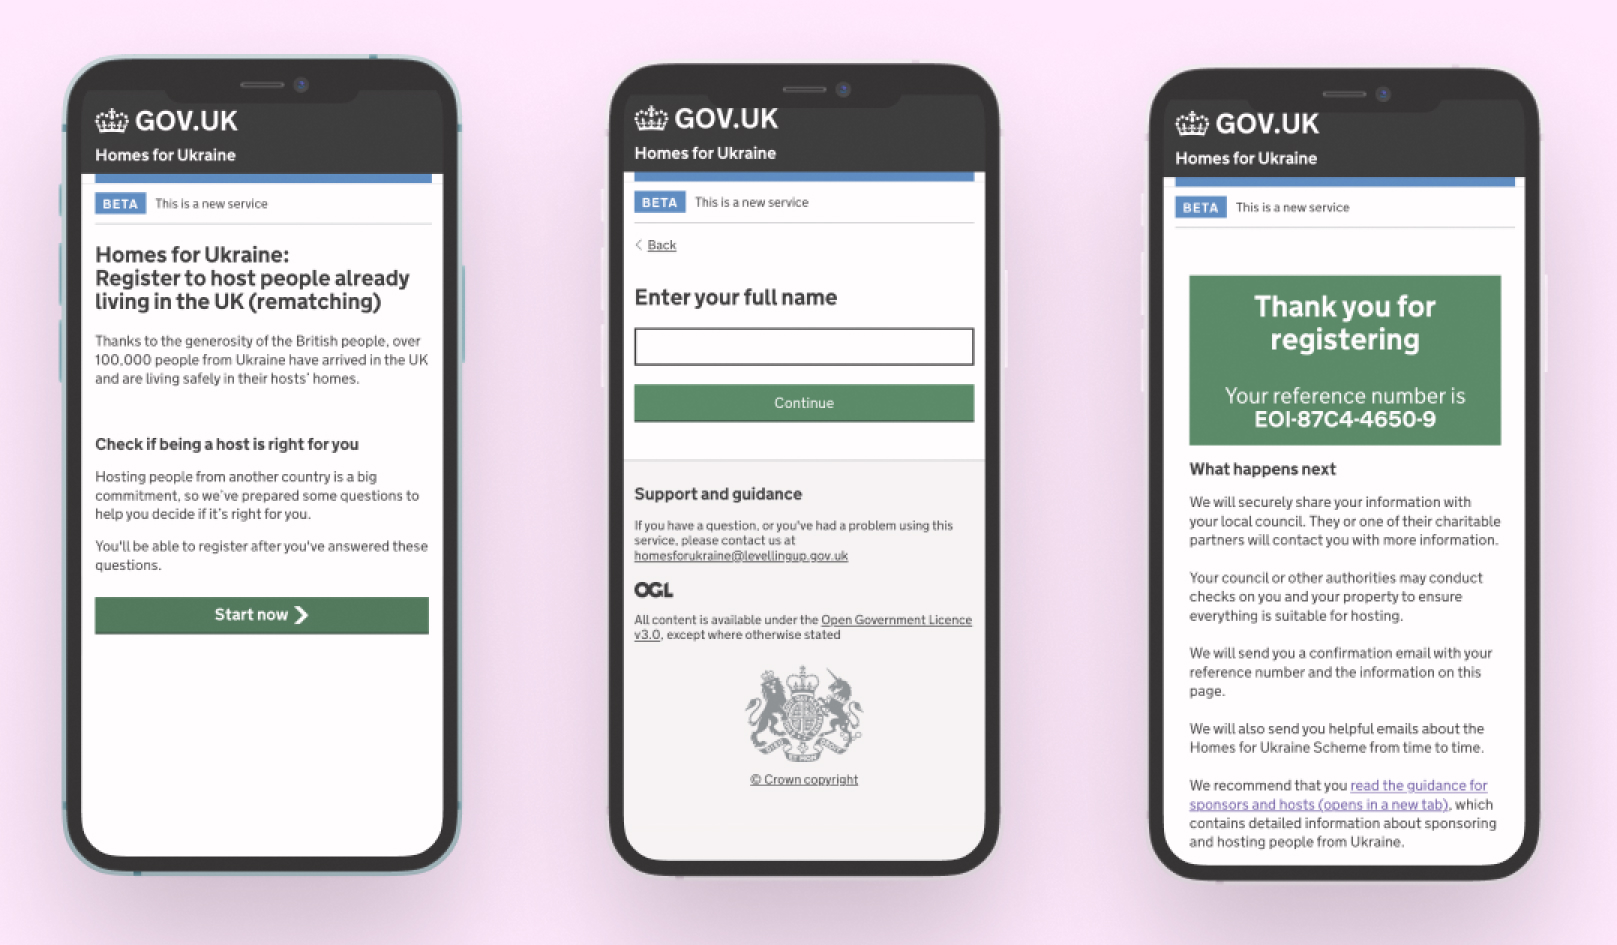 GOV.UK
Homes for Ukraine
BETA This is a new service
Homes for Ukraine:
Register to host people already
living in the UK (rematching)
Thanks to the generosity of the British people, over
100,000 people from Ukraine have arrived in the UK
and are living safely in their hosts' homes.
Check if being a host is right for you
Hosting people from another country is a big
commitment, so we've prepared some questions to
help you decide if it's right for you.
You'll be able to register after you've answered these
questions.
Start now
GOV.UK
Homes for Ukraine
BETA This is a new service
Back
Enter your full name
Continue
Support and guidance
If you have a question, or you've had a problem using this
service, please contact us at
homesforukraine@levellingup.gov.uk
OGL
All content is available under the Open Government Licence
v3.0, except where otherwise stated
© Crown copyright
GOV.UK
Homes for Ukraine
BETA This is a new service
Thank you for
registering
Your reference number is
EOI-87C4-4650-9
What happens next
We will securely share your information with
your local council. They or one of their charitable
partners will contact you with more information.
Your council or other authorities may conduct
checks on you and your property to ensure
everything is suitable for hosting.
We will send you a confirmation email with your
reference number and the information on this
page.
We will also send you helpful emails about the
Homes for Ukraine Scheme from time to time.
We recommend that you read the guidance for
sponsors and hosts (opens in a new tab), which
contains detailed information about sponsoring
and hosting people from Ukraine.